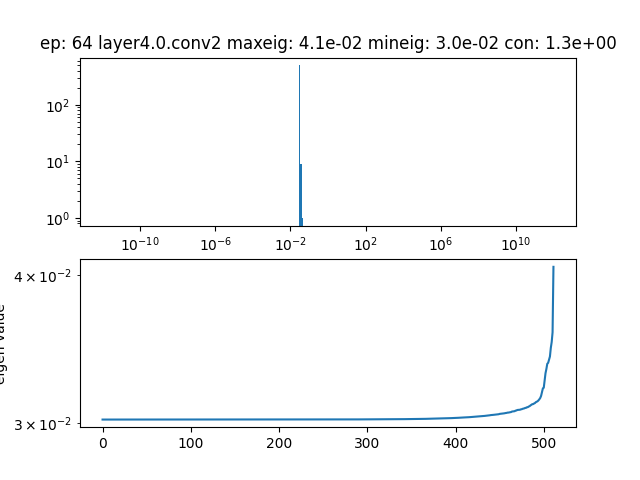 ep: 64 layer4.0.conv2 maxeig: 4.1e-02 mineig: 3.0e-02 con: 1.3e+00
10²
10¹
10⁰
10⁻¹⁰ 10⁻⁶ 10⁻² 10² 10⁶ 10¹⁰
4 × 10⁻²
3 × 10⁻²
eigen value
0 100 200 300 400 500